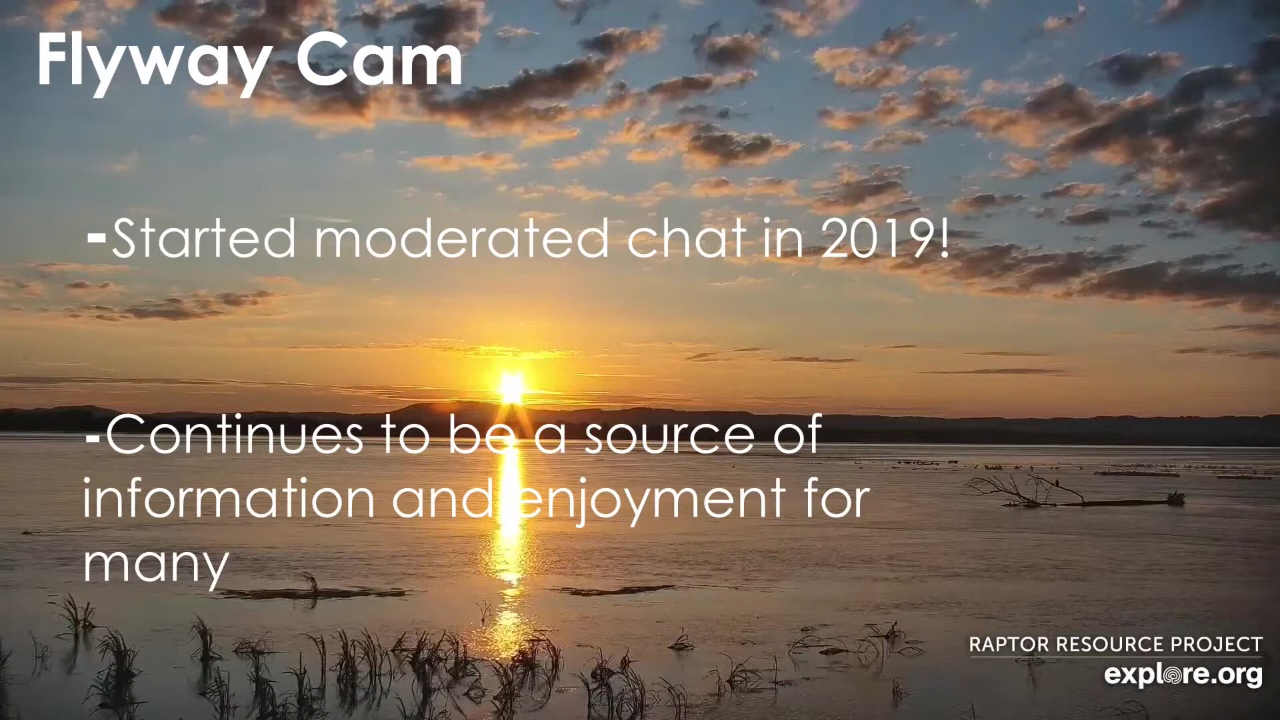 Flyway Cam
-Started moderated chat in 2019!
-Continues to be a source of
information and enjoyment for
many
RAPTOR RESOURCE PROJECT
explore.org